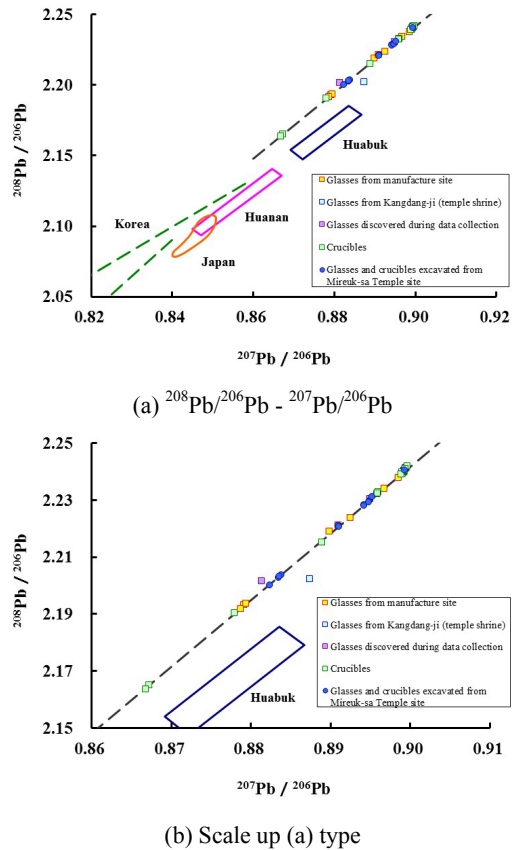 2.25
2.20
2.15
2.10
2.05
²⁰⁸Pb / ²⁰⁶Pb
Huabuk
Huanan
Korea
Japan
Glasses from manufacture site
Glasses from Kangdang-ji (temple shrine)
Glasses discovered during data collection
Crucibles
Glasses and crucibles excavated from
Mireuk-sa Temple site
0.82 0.84 0.86 0.88 0.90 0.92
²⁰⁷Pb / ²⁰⁶Pb
(a) ²⁰⁸Pb/²⁰⁶Pb - ²⁰⁷Pb/²⁰⁶Pb
2.25
2.23
2.21
2.19
2.17
2.15
²⁰⁸Pb / ²⁰⁶Pb
Huabuk
Glasses from manufacture site
Glasses from Kangdang-ji (temple shrine)
Glasses discovered during data collection
Crucibles
Glasses and crucibles excavated from
Mireuk-sa Temple site
0.86 0.87 0.88 0.89 0.90 0.91
²⁰⁷Pb / ²⁰⁶Pb
(b) Scale up (a) type